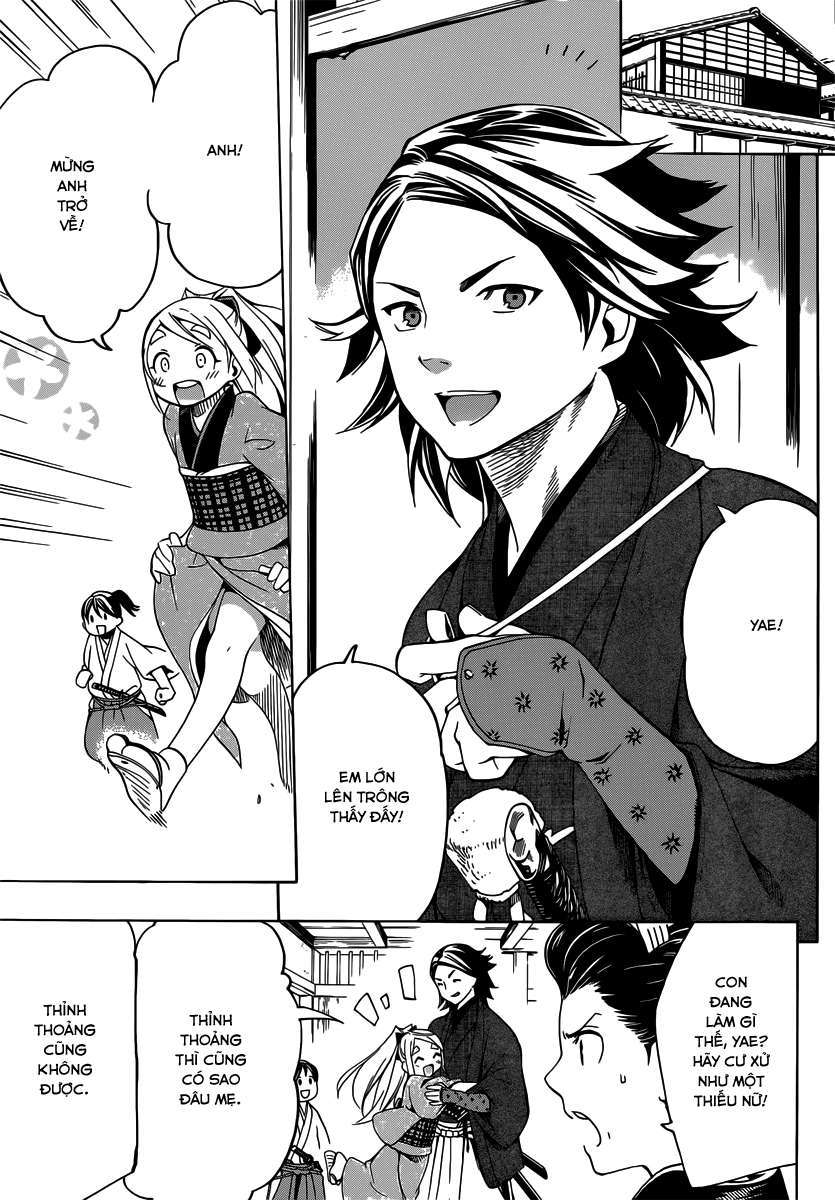 YAE!
EM LỚN
LÊN TRÔNG
THẤY ĐẤY!
ANH!
MỪNG
ANH
TRỞ
VỀ!
CON
ĐANG
LÀM GÌ
THẾ, YAE?
HÃY CƯ XỬ
NHƯ MỘT
THIẾU NỮ!
THỈNH
THOẢNG
THÌ CŨNG
CÓ SAO
ĐÂU MẸ.
THỈNH
THOẢNG
CŨNG
KHÔNG
ĐƯỢC.